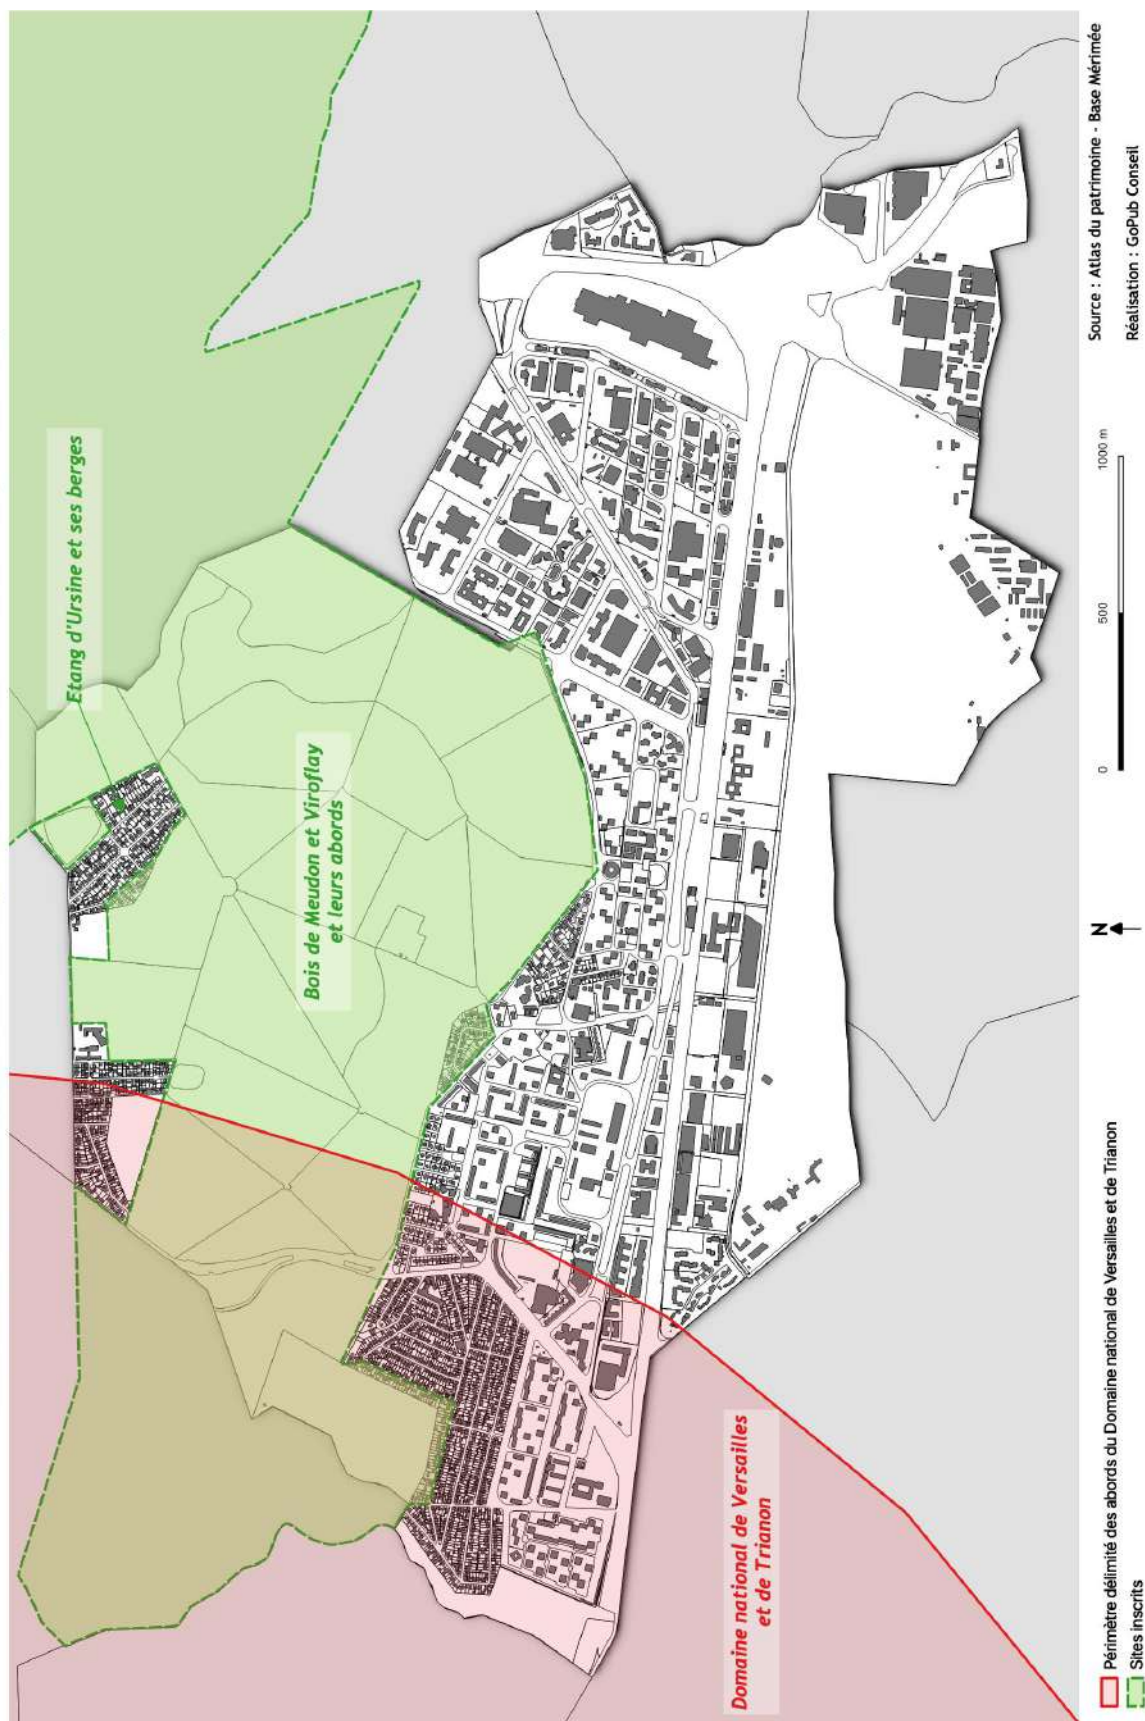 Etang d'Ursine et ses berges
Bois de Meudon et Viroflay
et leurs abords
Domaine national de Versailles
et de Trianon
Périmètre délimité des abords du Domaine national de Versailles et de Trianon
Sites inscrits
N
0 500 1000 m
Source : Atlas du patrimoine - Base Mérimée
Réalisation : GoPub Conseil